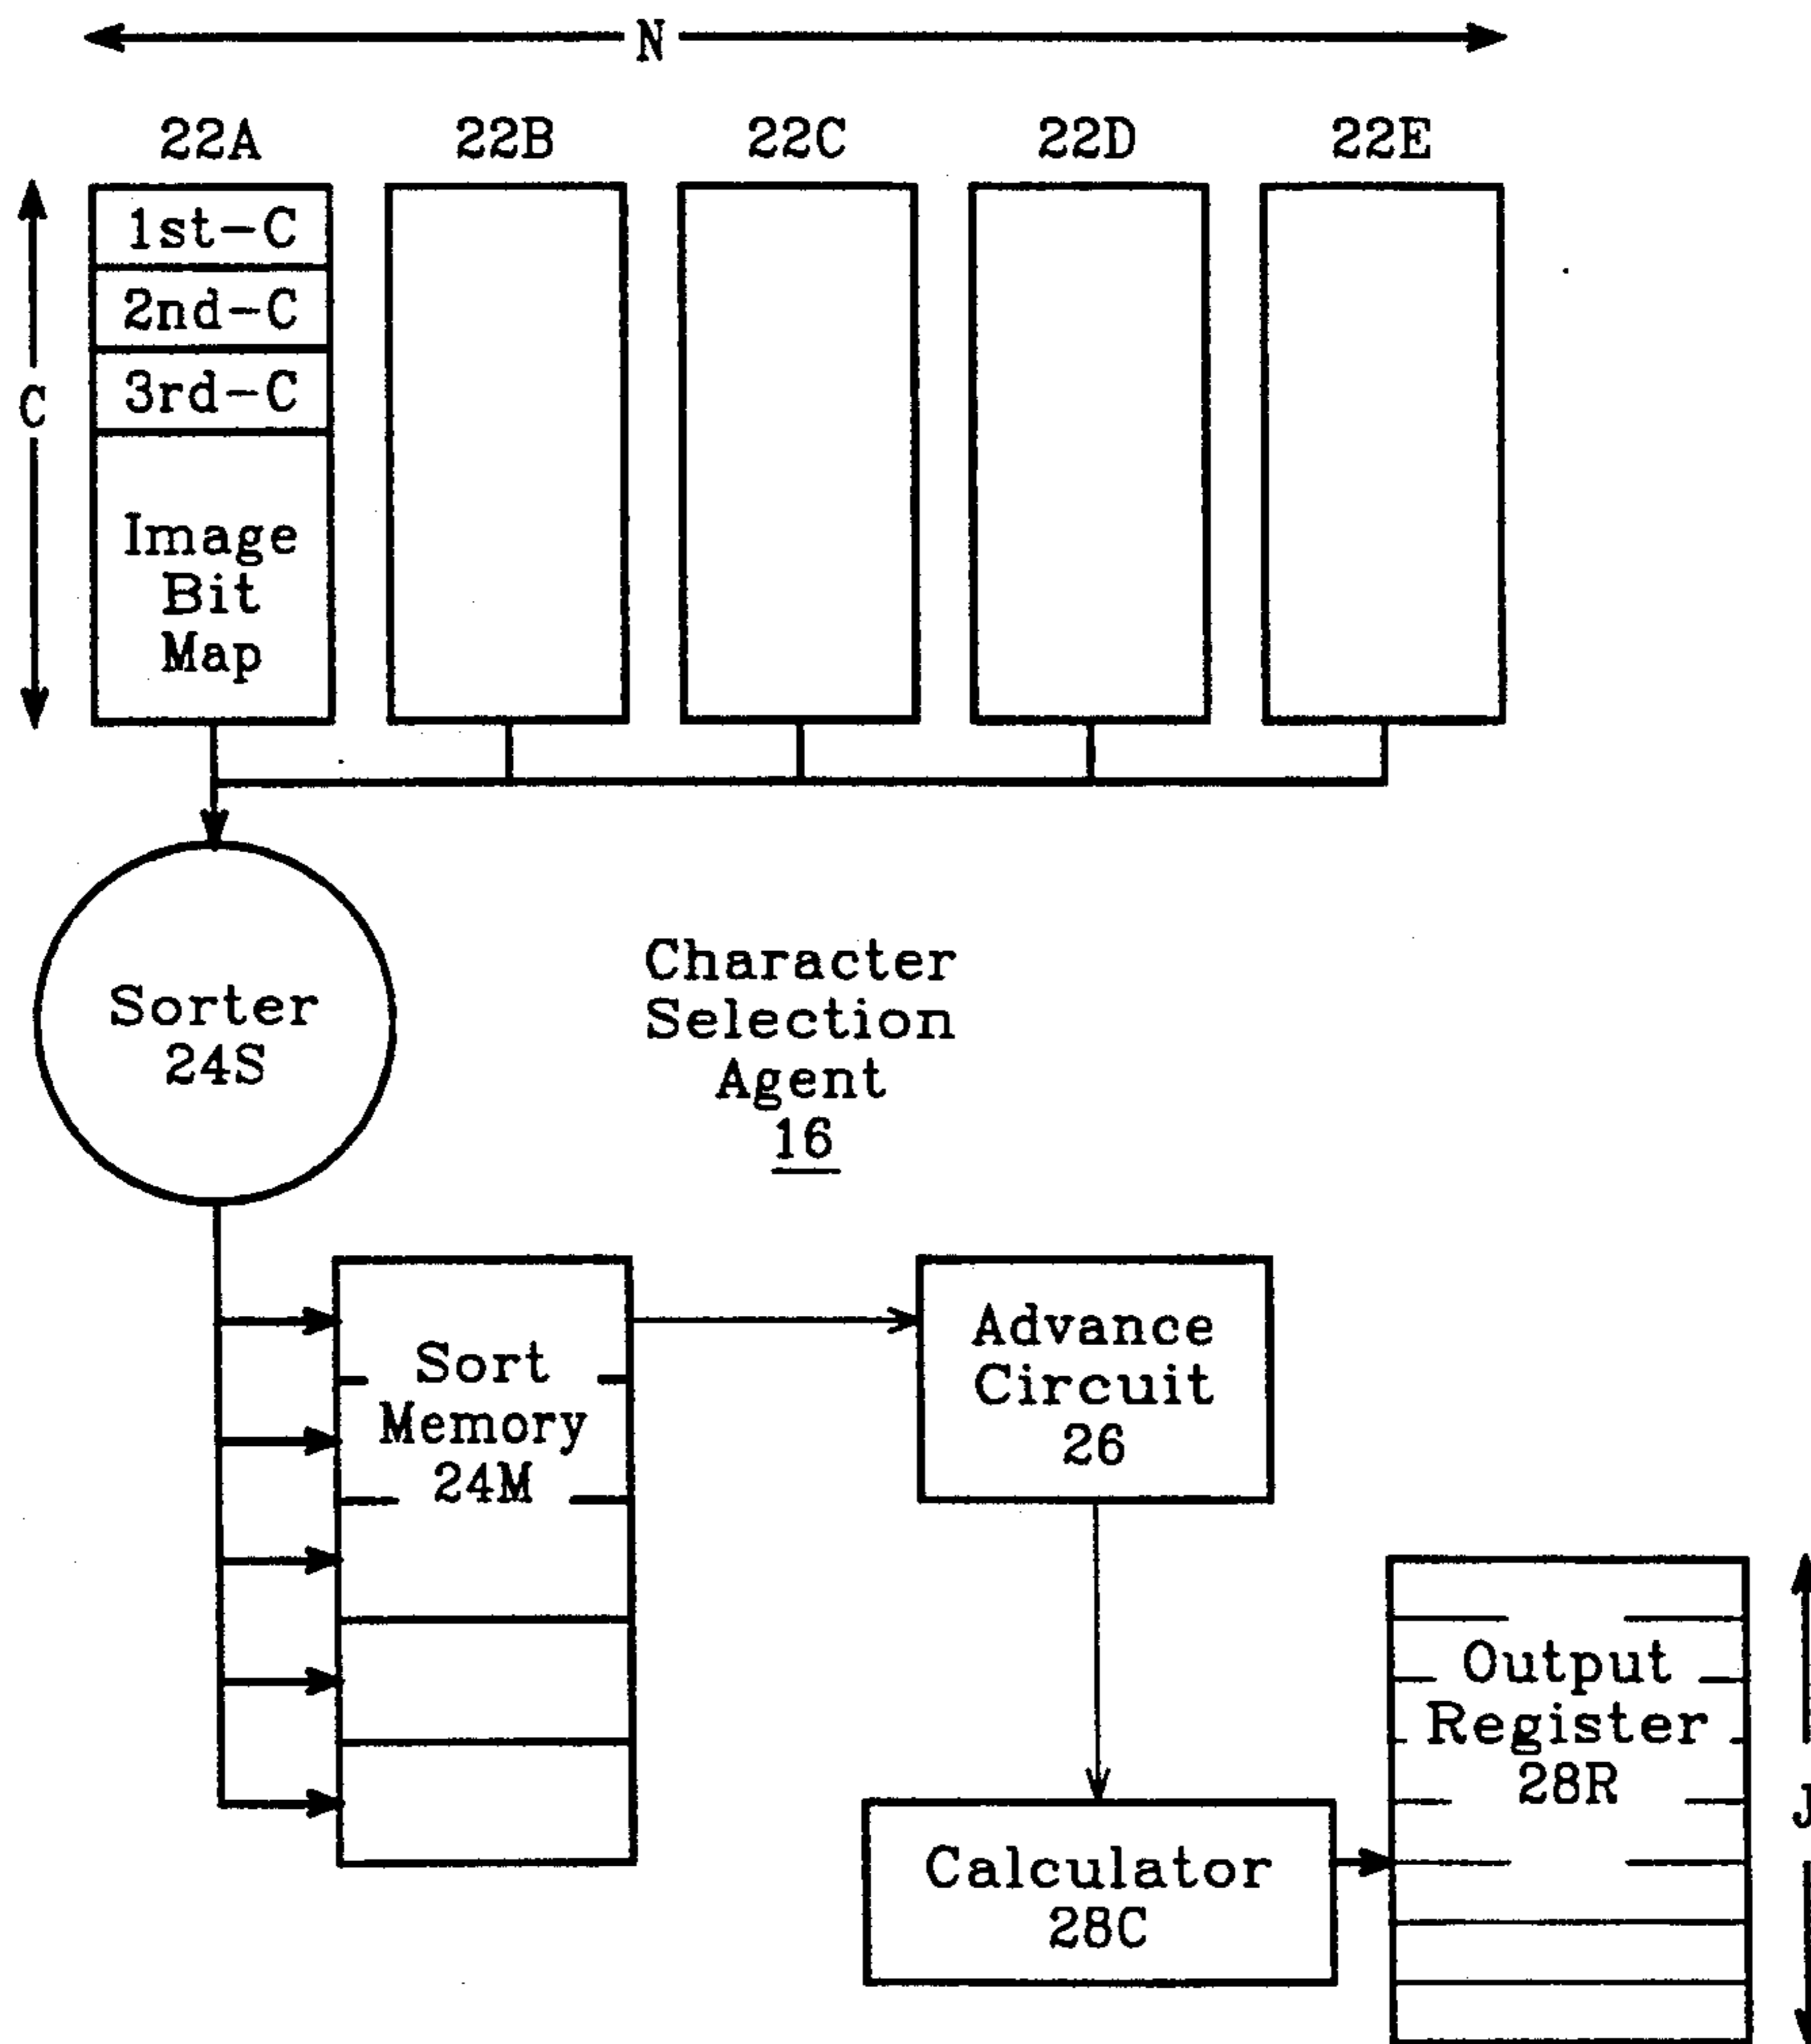 N
22A 22B 22C 22D 22E
1st-C
2nd-C
3rd-C
C
Image
Bit
Map
Sorter
24S
Character
Selection
Agent
16
Sort
Memory
24M
Advance
Circuit
26
Output
Register
28R
J
Calculator
28C